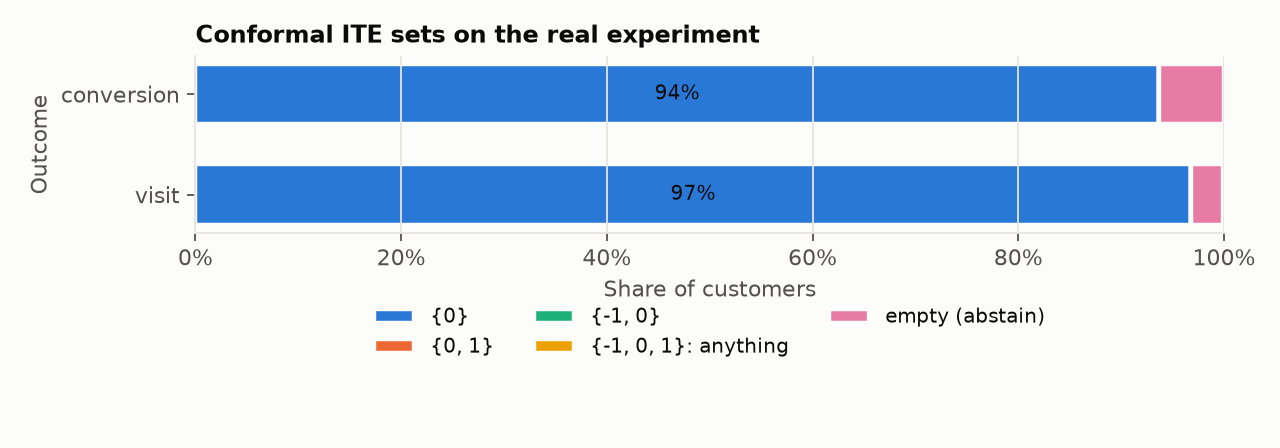 Conformal ITE sets on the real experiment
Outcome
conversion
94%
visit
97%
0% 20% 40% 60% 80% 100%
Share of customers
{0} {-1, 0} empty (abstain)
{0, 1} {-1, 0, 1}: anything